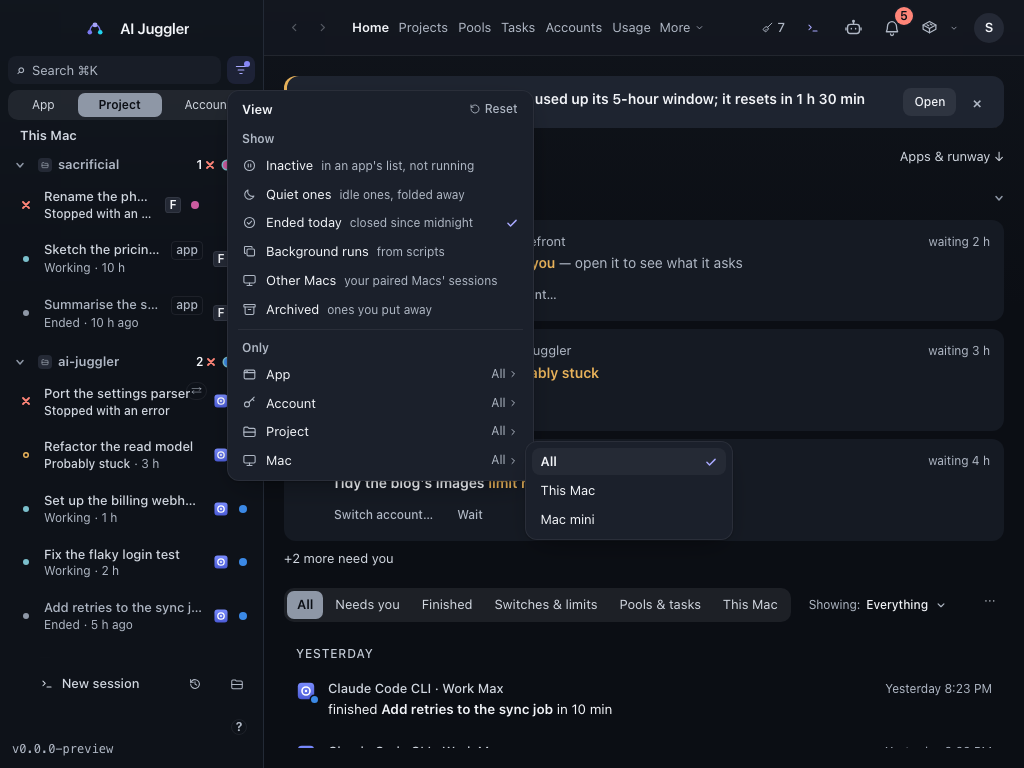 AI Juggler
Search ⌘K
App
Project
Accoun
This Mac
sacrificial
1
Rename the ph...
Stopped with an ...
F
Sketch the pricin...
app
Working · 10 h
F
Summarise the s...
app
Ended · 10 h ago
F
ai-juggler
2
Port the settings parser
Stopped with an error
Refactor the read model
Probably stuck · 3 h
Set up the billing webh...
Working · 1 h
Fix the flaky login test
Working · 2 h
Add retries to the sync j...
Ended · 5 h ago
New session
?
v0.0.0-preview
Home Projects Pools Tasks Accounts Usage More
7
5
S
used up its 5-hour window; it resets in 1 h 30 min
Open
Apps & runway ↓
View
Reset
Show
Inactive in an app's list, not running
Quiet ones idle ones, folded away
Ended today closed since midnight
Background runs from scripts
Other Macs your paired Macs' sessions
Archived ones you put away
Only
App All ›
Account All ›
Project All ›
Mac All ›
All
This Mac
Mac mini
efront
waiting 2 h
you — open it to see what it asks
nt...
uggler
waiting 3 h
ably stuck
waiting 4 h
Tidy the blog's images limit
Switch account... Wait
+2 more need you
All Needs you Finished Switches & limits Pools & tasks This Mac
Showing: Everything
...
YESTERDAY
Claude Code CLI · Work Max
Yesterday 8:23 PM
finished Add retries to the sync job in 10 min